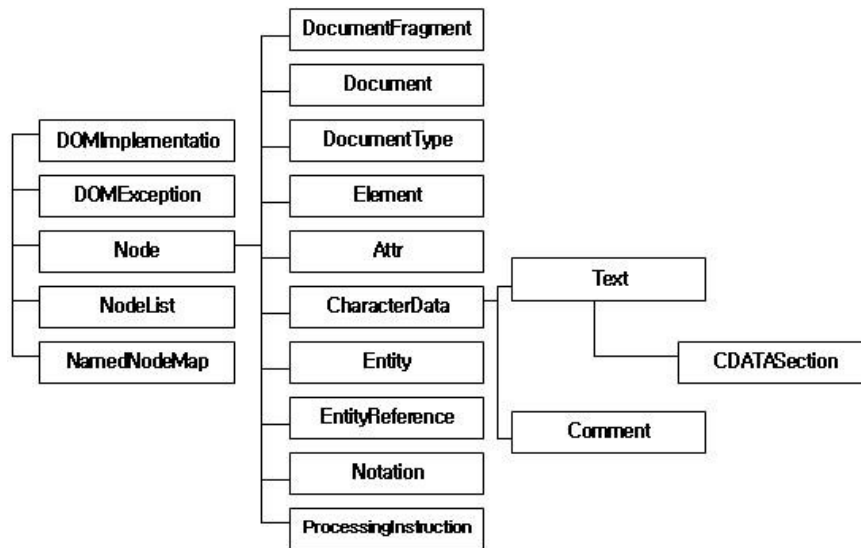 DOMImplementatio
DOMException
Node
NodeList
NamedNodeMap
DocumentFragment
Document
DocumentType
Element
Attr
CharacterData
Entity
EntityReference
Notation
ProcessingInstruction
Text
CDATASection
Comment